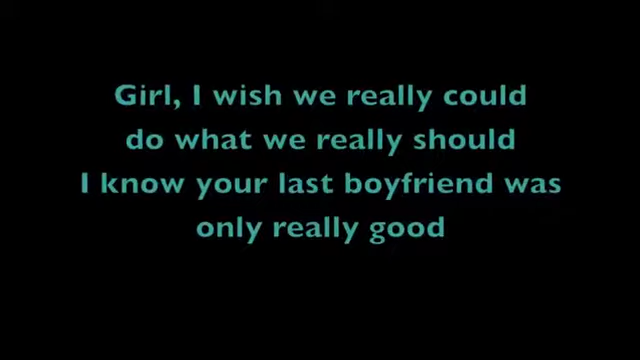 Girl, I wish we really could
do what we really should
I know your last boyfriend was
only really good